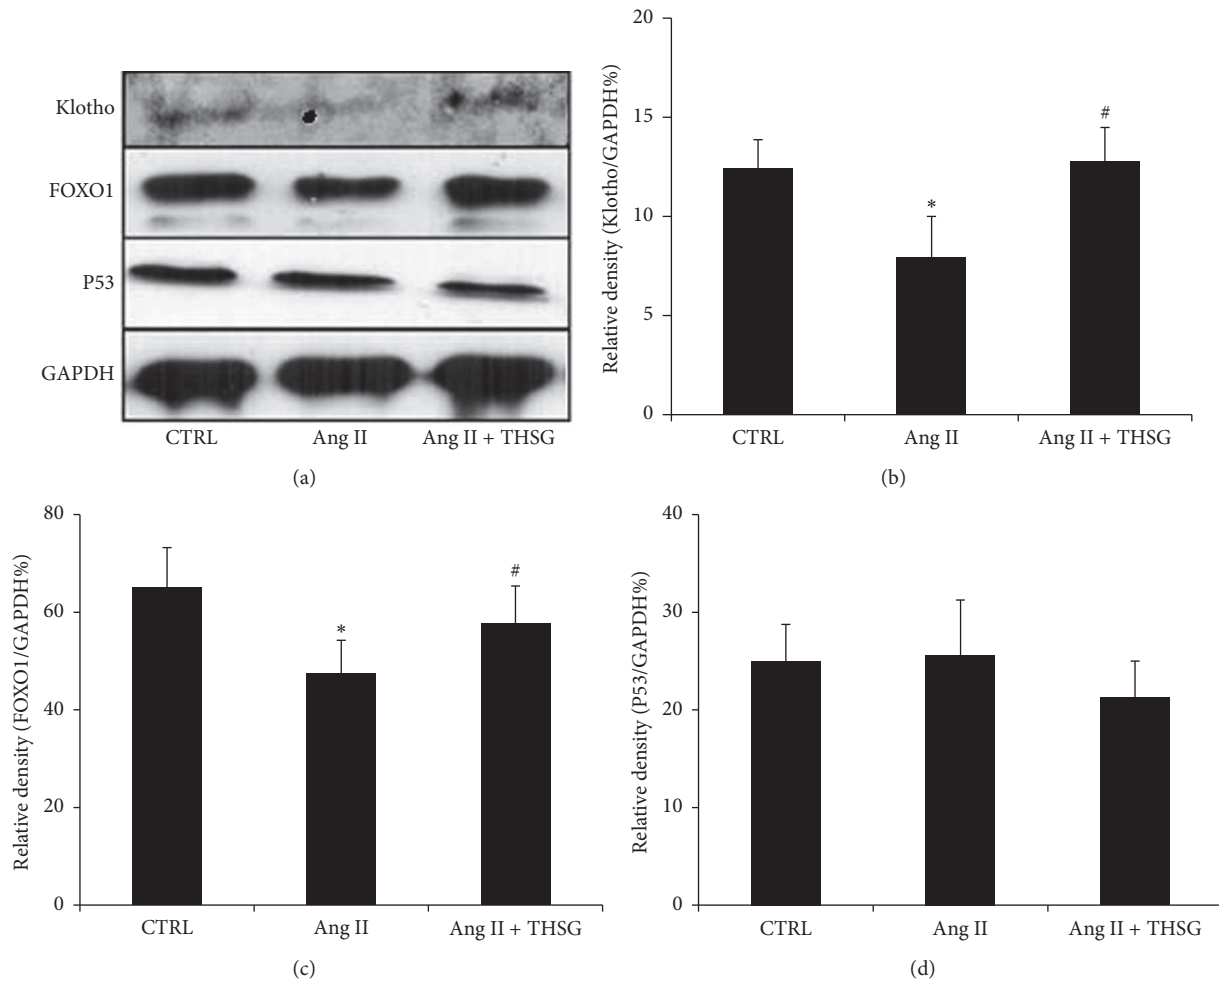 Klotho
FOXO1
P53
GAPDH
CTRL Ang II Ang II + THSG
(a)
Relative density (Klotho/GAPDH%)
20
15
10
5
0
*
#
CTRL Ang II Ang II + THSG
(b)
Relative density (FOXO1/GAPDH%)
80
60
40
20
0
*
#
CTRL Ang II Ang II + THSG
(c)
Relative density (P53/GAPDH%)
40
30
20
10
0
CTRL Ang II Ang II + THSG
(d)